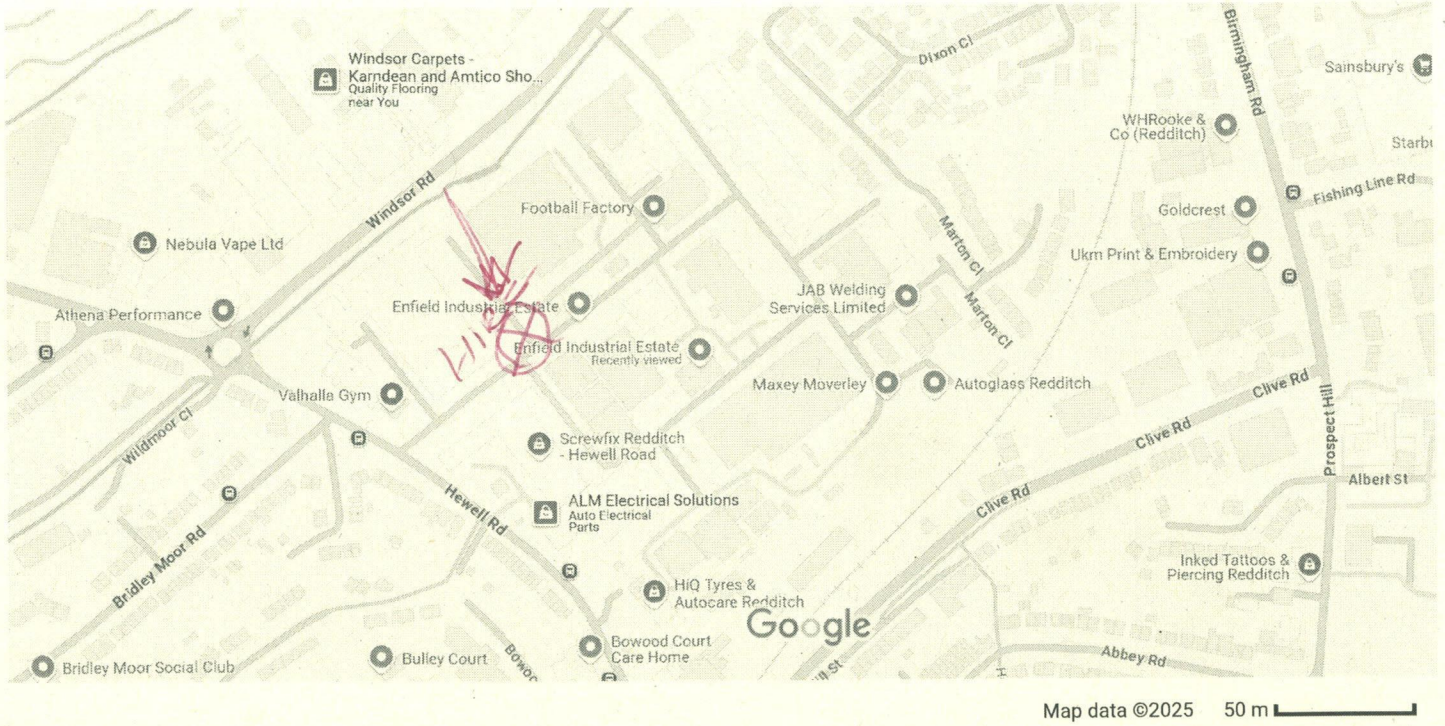 Windsor Carpets -
Karndean and Amtico Sho...
Quality Flooring
near You
Dixon Cl
Birmingham Rd
Sainsbury's
WHRooke &
Co (Redditch)
Starbu
Windsor Rd
Football Factory
Fishing Line Rd
Goldcrest
Nebula Vape Ltd
Marton Cl
Ukm Print & Embroidery
JAB Welding
Services Limited
Enfield Industrial Estate
Marton Cl
Athena Performance
Enfield Industrial Estate
Recently viewed
Maxey Moverley
Autoglass Redditch
Clive Rd
Valhalla Gym
Wildmoor Cl
Clive Rd
Prospect Hill
Screwfix Redditch
- Hewell Road
Albert St
ALM Electrical Solutions
Auto Electrical
Parts
Hewell Rd
Clive Rd
Bridley Moor Rd
Inked Tattoos &
Piercing Redditch
HiQ Tyres &
Autocare Redditch
Google
Bowood Court
Care Home
Bulley Court
Bowoo
Abbey Rd
Bridley Moor Social Club
Map data ©2025
50 m